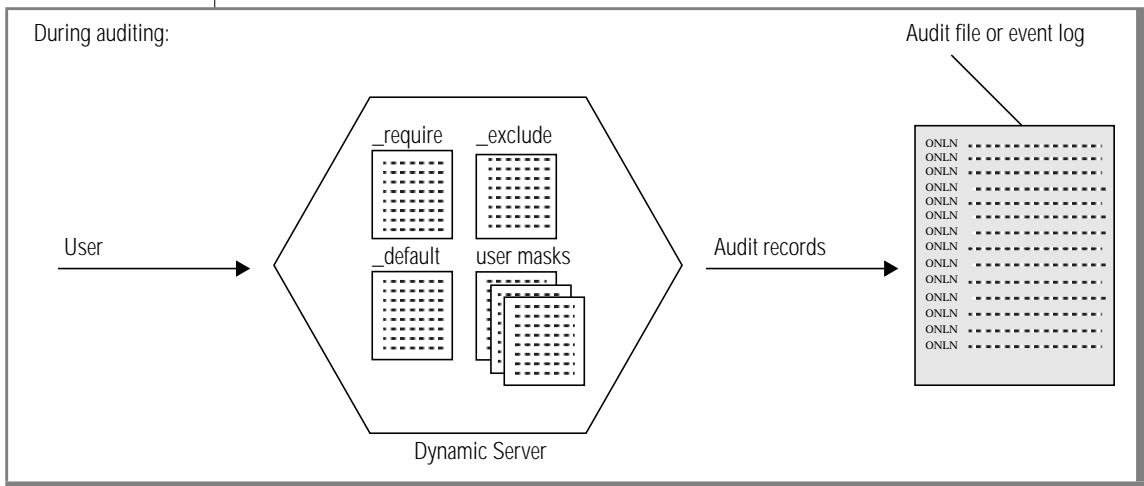 During auditing:
Audit file or event log
_require
_exclude
User
_default
user masks
Audit records
Dynamic Server
ONLN
ONLN
ONLN
ONLN
ONLN
ONLN
ONLN
ONLN
ONLN
ONLN
ONLN
ONLN
ONLN
ONLN